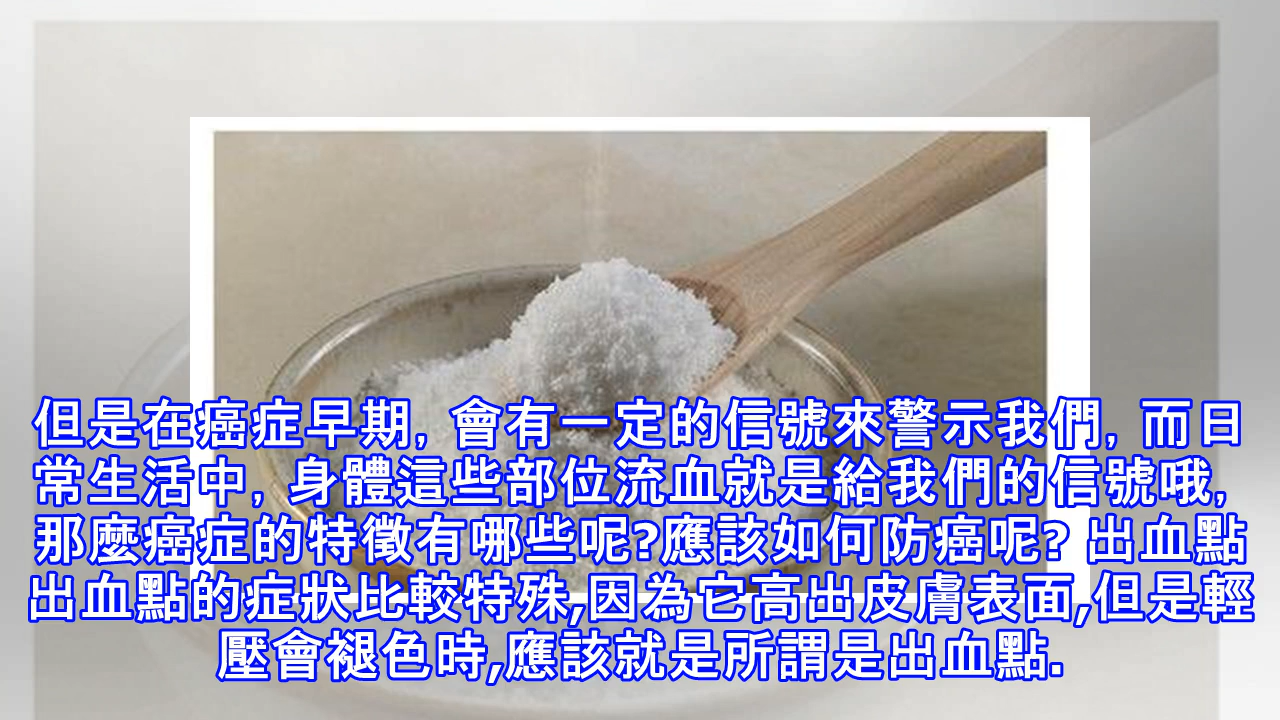 但是在癌症早期, 會有一定的信號來警示我們, 而日
常生活中, 身體這些部位流血就是給我們的信號哦,
那麼癌症的特徵有哪些呢?應該如何防癌呢? 出血點
出血點的症狀比較特殊,因為它高出皮膚表面,但是輕
壓會褪色時,應該就是所謂是出血點.